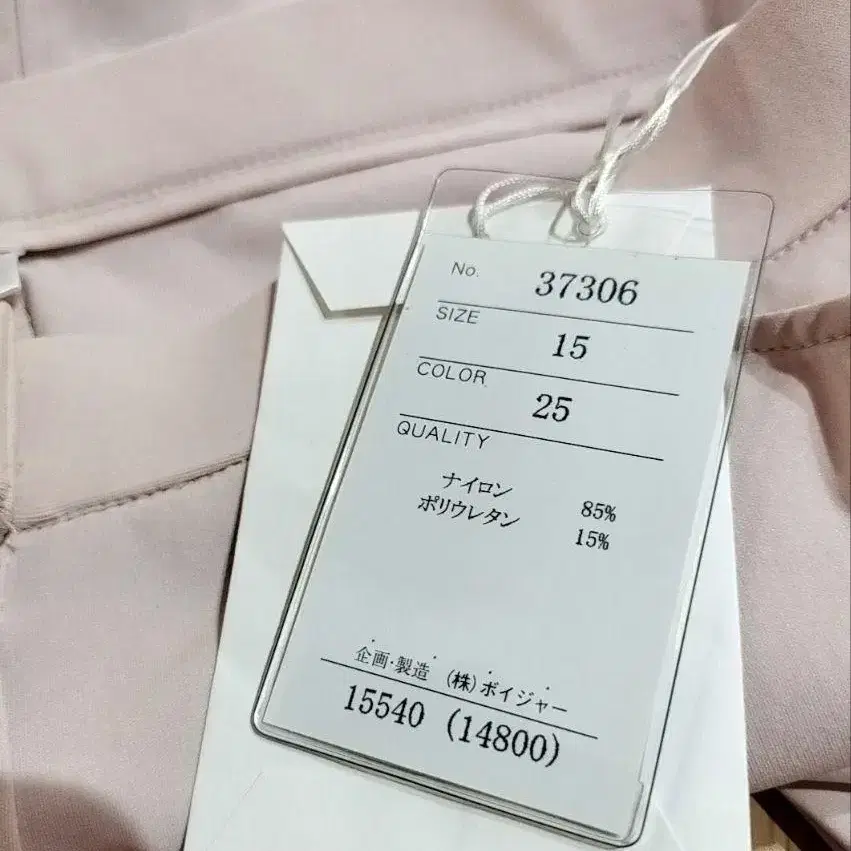 No. 37306
SIZE 15
COLOR 25
QUALITY
ナイロン 85%
ポリウレタン 15%
企画・製造 (株)ボイジャー
15540 (14800)